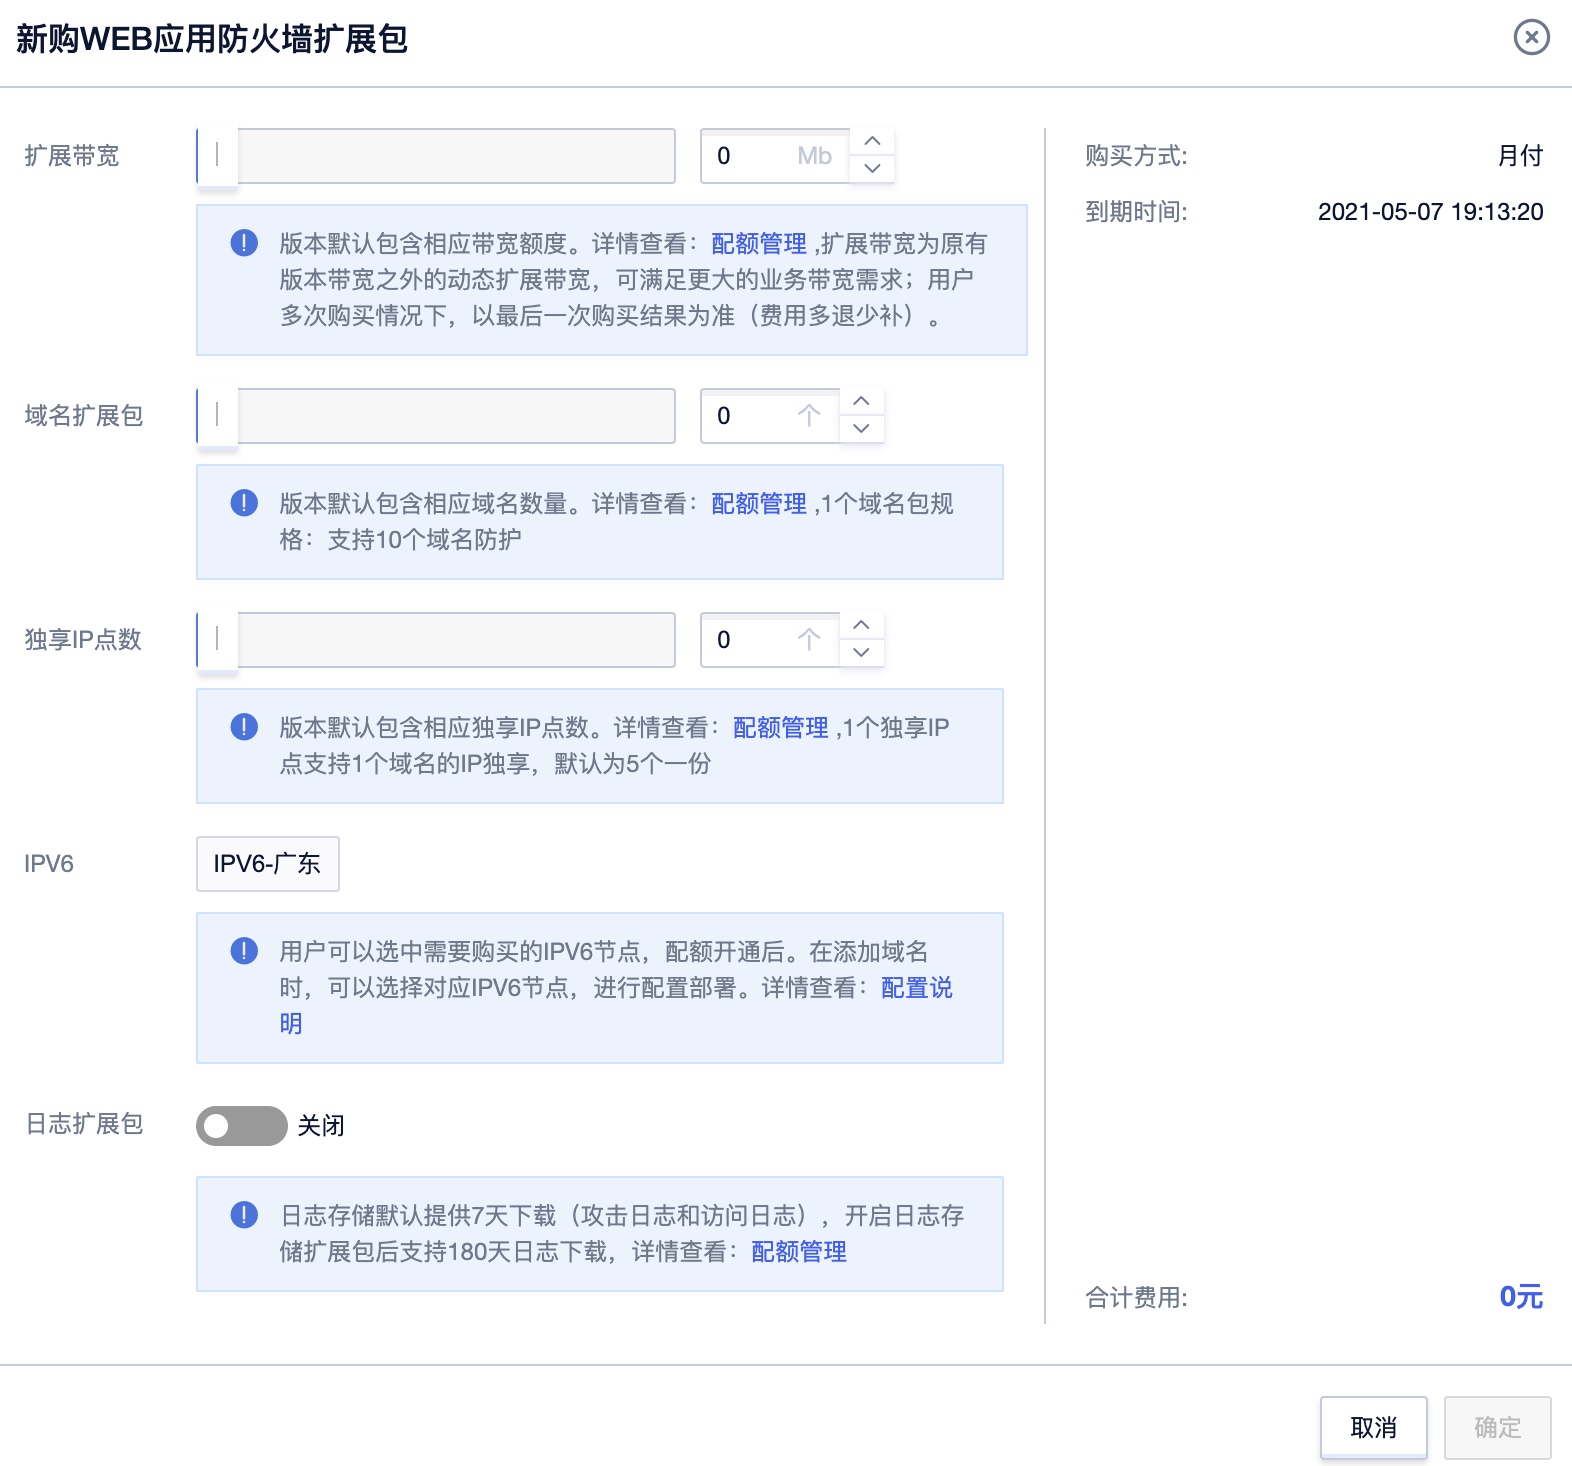 新购WEB应用防火墙扩展包
扩展带宽
0 Mb
版本默认包含相应带宽额度。详情查看：配额管理 ,扩展带宽为原有
版本带宽之外的动态扩展带宽，可满足更大的业务带宽需求；用户
多次购买情况下，以最后一次购买结果为准（费用多退少补）。
域名扩展包
0 个
版本默认包含相应域名数量。详情查看：配额管理 ,1个域名包规
格：支持10个域名防护
独享IP点数
0 个
版本默认包含相应独享IP点数。详情查看：配额管理 ,1个独享IP
点支持1个域名的IP独享，默认为5个一份
IPV6
IPV6-广东
用户可以选中需要购买的IPV6节点，配额开通后。在添加域名
时，可以选择对应IPV6节点，进行配置部署。详情查看：配置说
明
日志扩展包
关闭
日志存储默认提供7天下载（攻击日志和访问日志），开启日志存
储扩展包后支持180天日志下载，详情查看：配额管理
购买方式: 月付
到期时间: 2021-05-07 19:13:20
合计费用: 0元
取消
确定